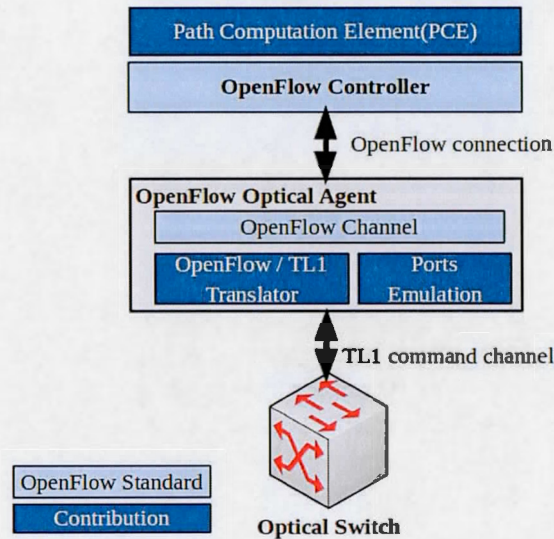 Path Computation Element(PCE)
OpenFlow Controller
OpenFlow connection
OpenFlow Optical Agent
OpenFlow Channel
OpenFlow / TL1
Translator
Ports
Emulation
TL1 command channel
OpenFlow Standard
Contribution
Optical Switch